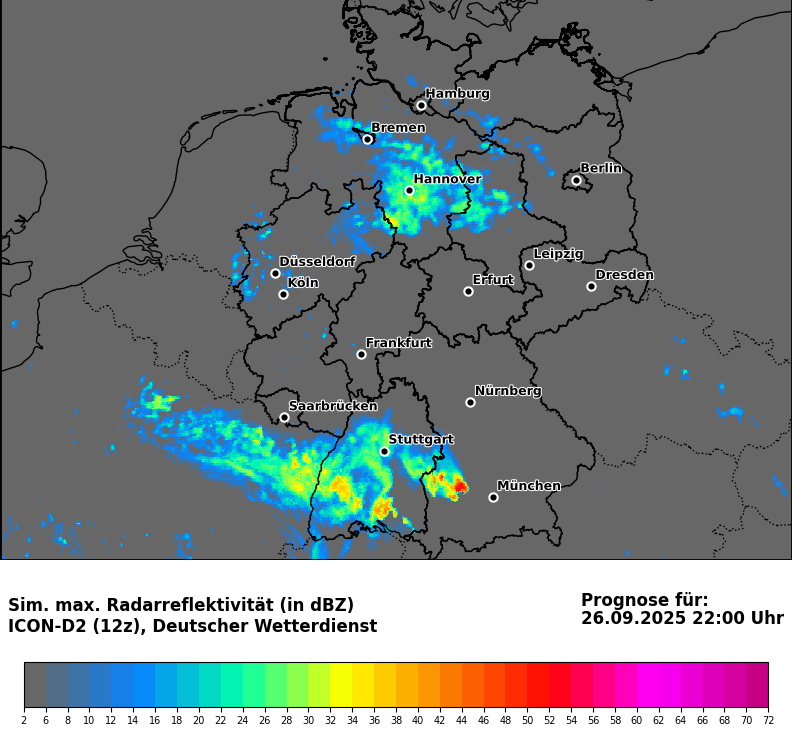 Hamburg
Bremen
Berlin
Hannover
Düsseldorf
Leipzig
Köln
Erfurt
Dresden
Frankfurt
Nürnberg
Saarbrücken
Stuttgart
München
Sim. max. Radarreflektivität (in dBZ)
ICON-D2 (12z), Deutscher Wetterdienst
Prognose für:
26.09.2025 22:00 Uhr
2 6 8 10 12 14 16 18 20 22 24 26 28 30 32 34 36 38 40 42 44 46 48 50 52 54 56 58 60 62 64 66 68 70 72